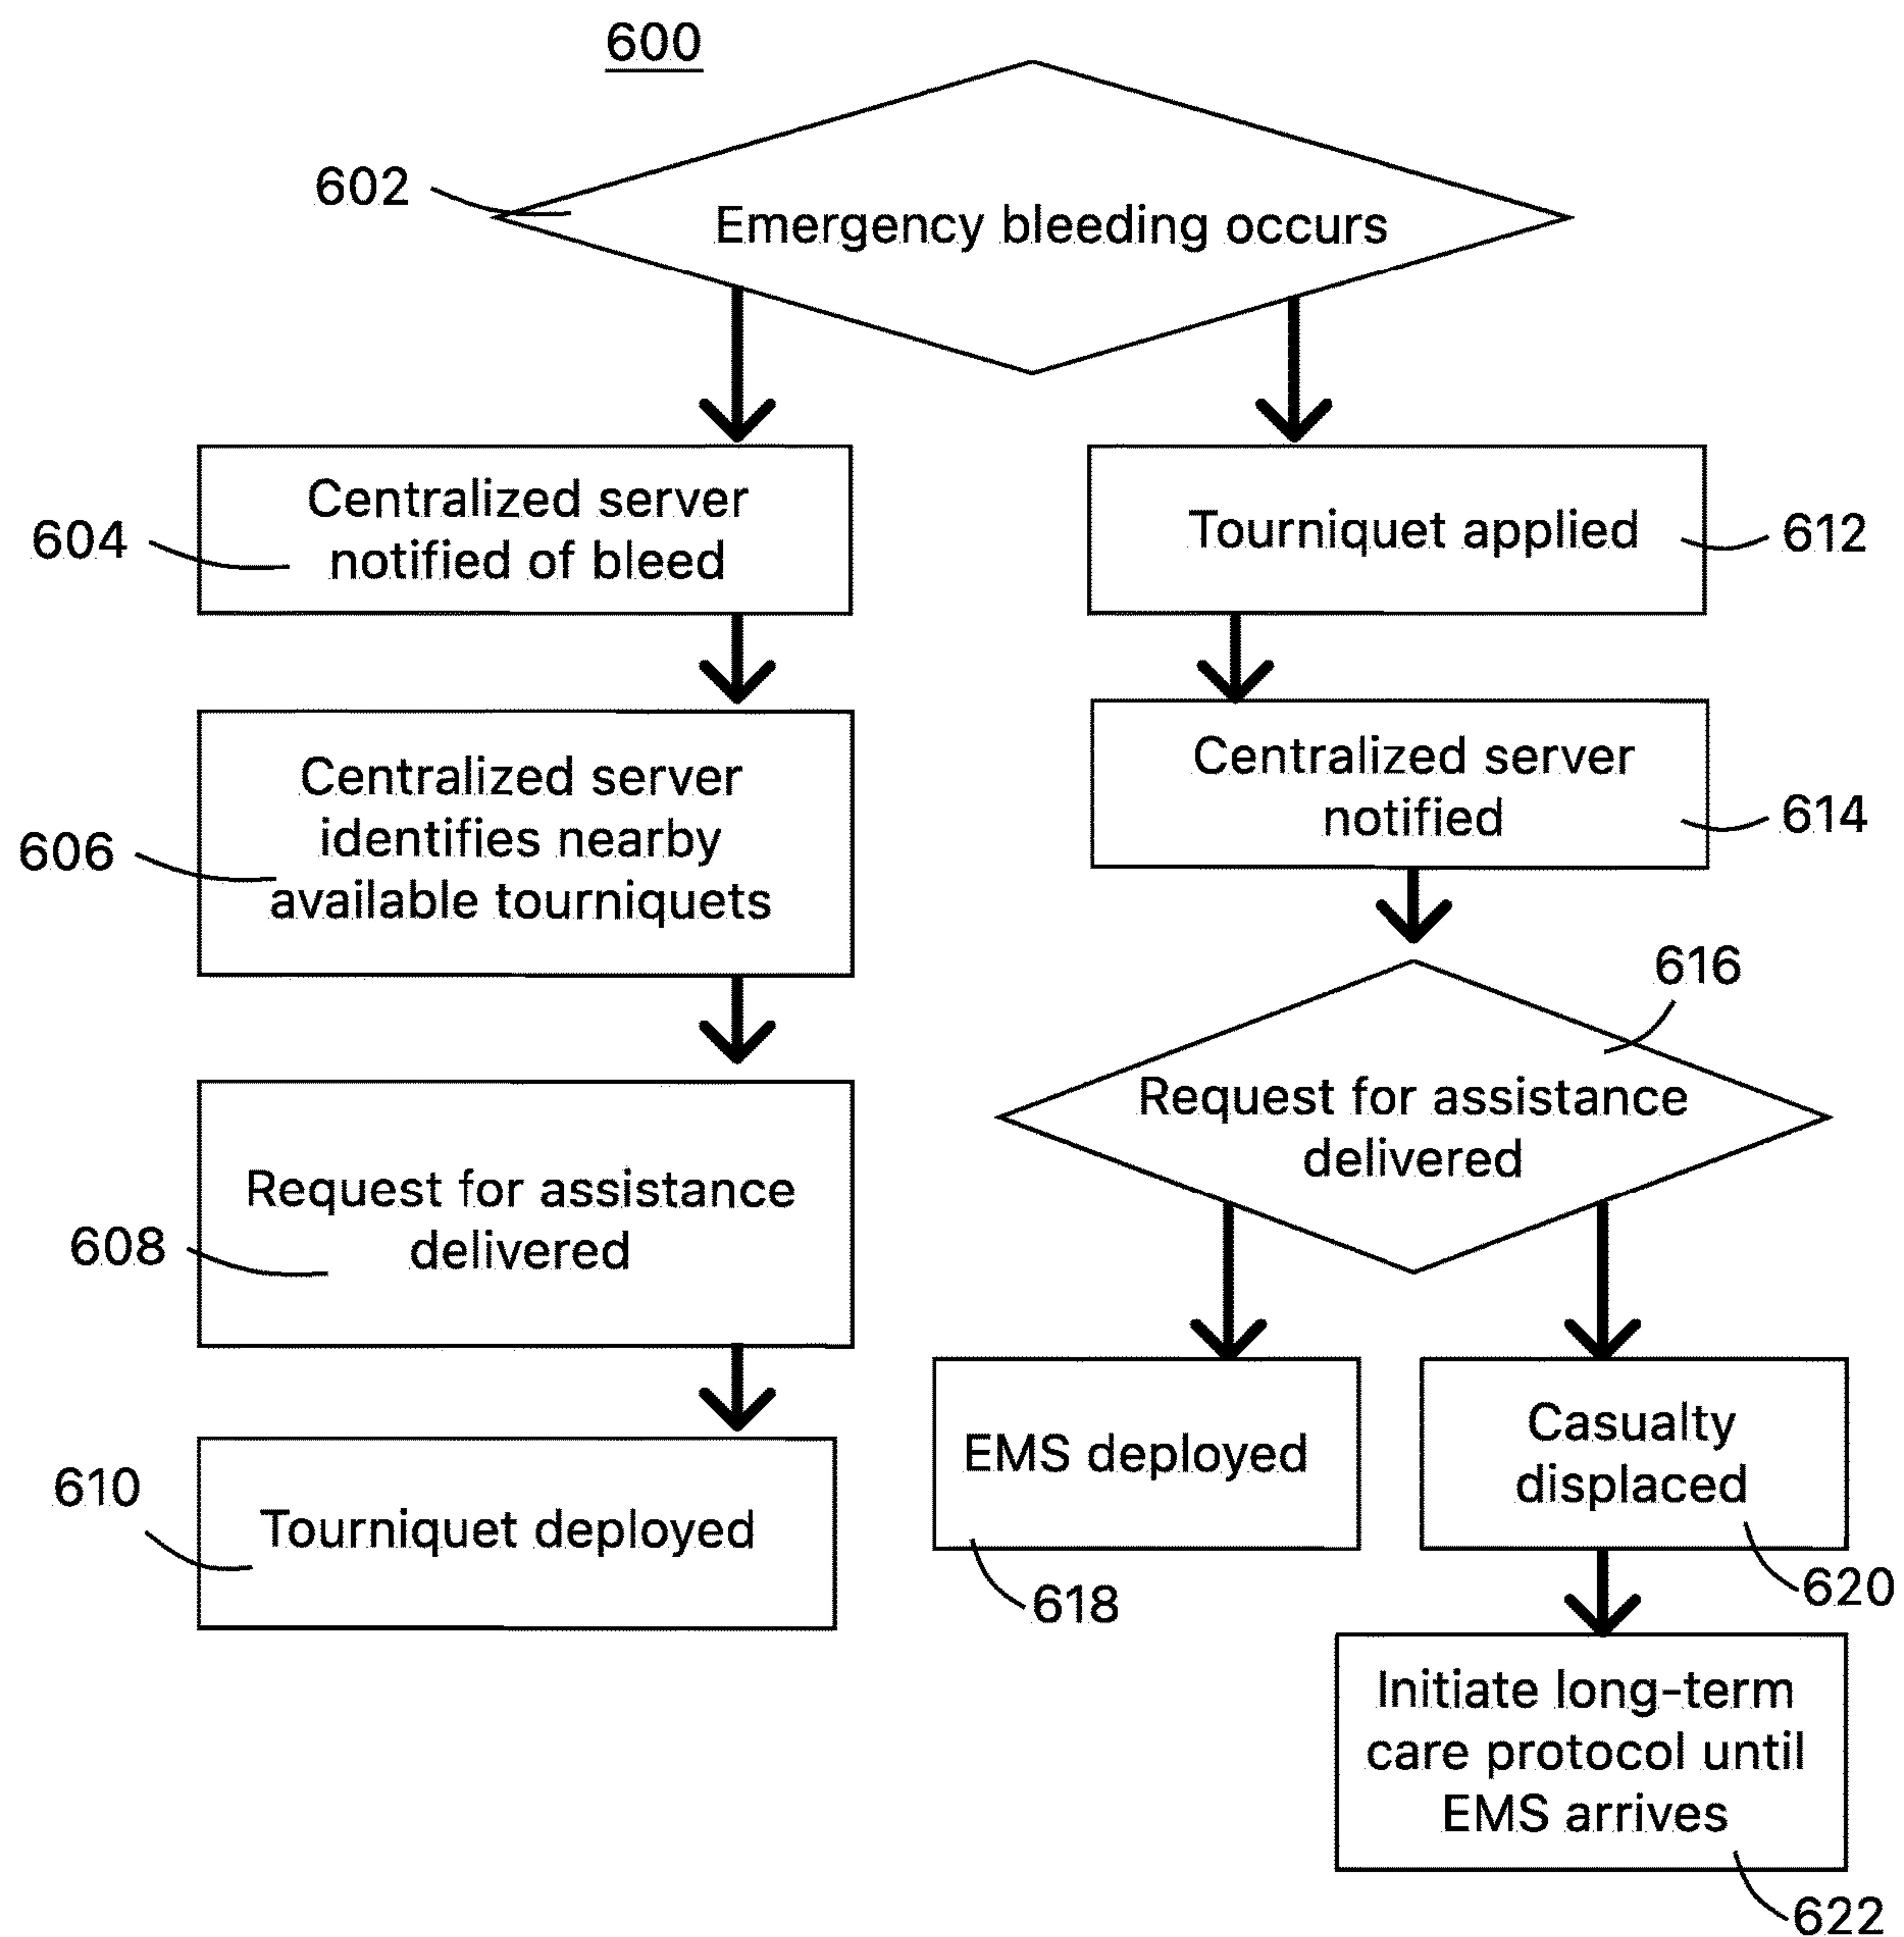 600
602
Emergency bleeding occurs
604
Centralized server
notified of bleed
Tourniquet applied
612
606
Centralized server
identifies nearby
available tourniquets
Centralized server
notified
614
608
Request for assistance
delivered
616
Request for assistance
delivered
610
Tourniquet deployed
EMS deployed
618
Casualty
displaced
620
Initiate long-term
care protocol until
EMS arrives
622